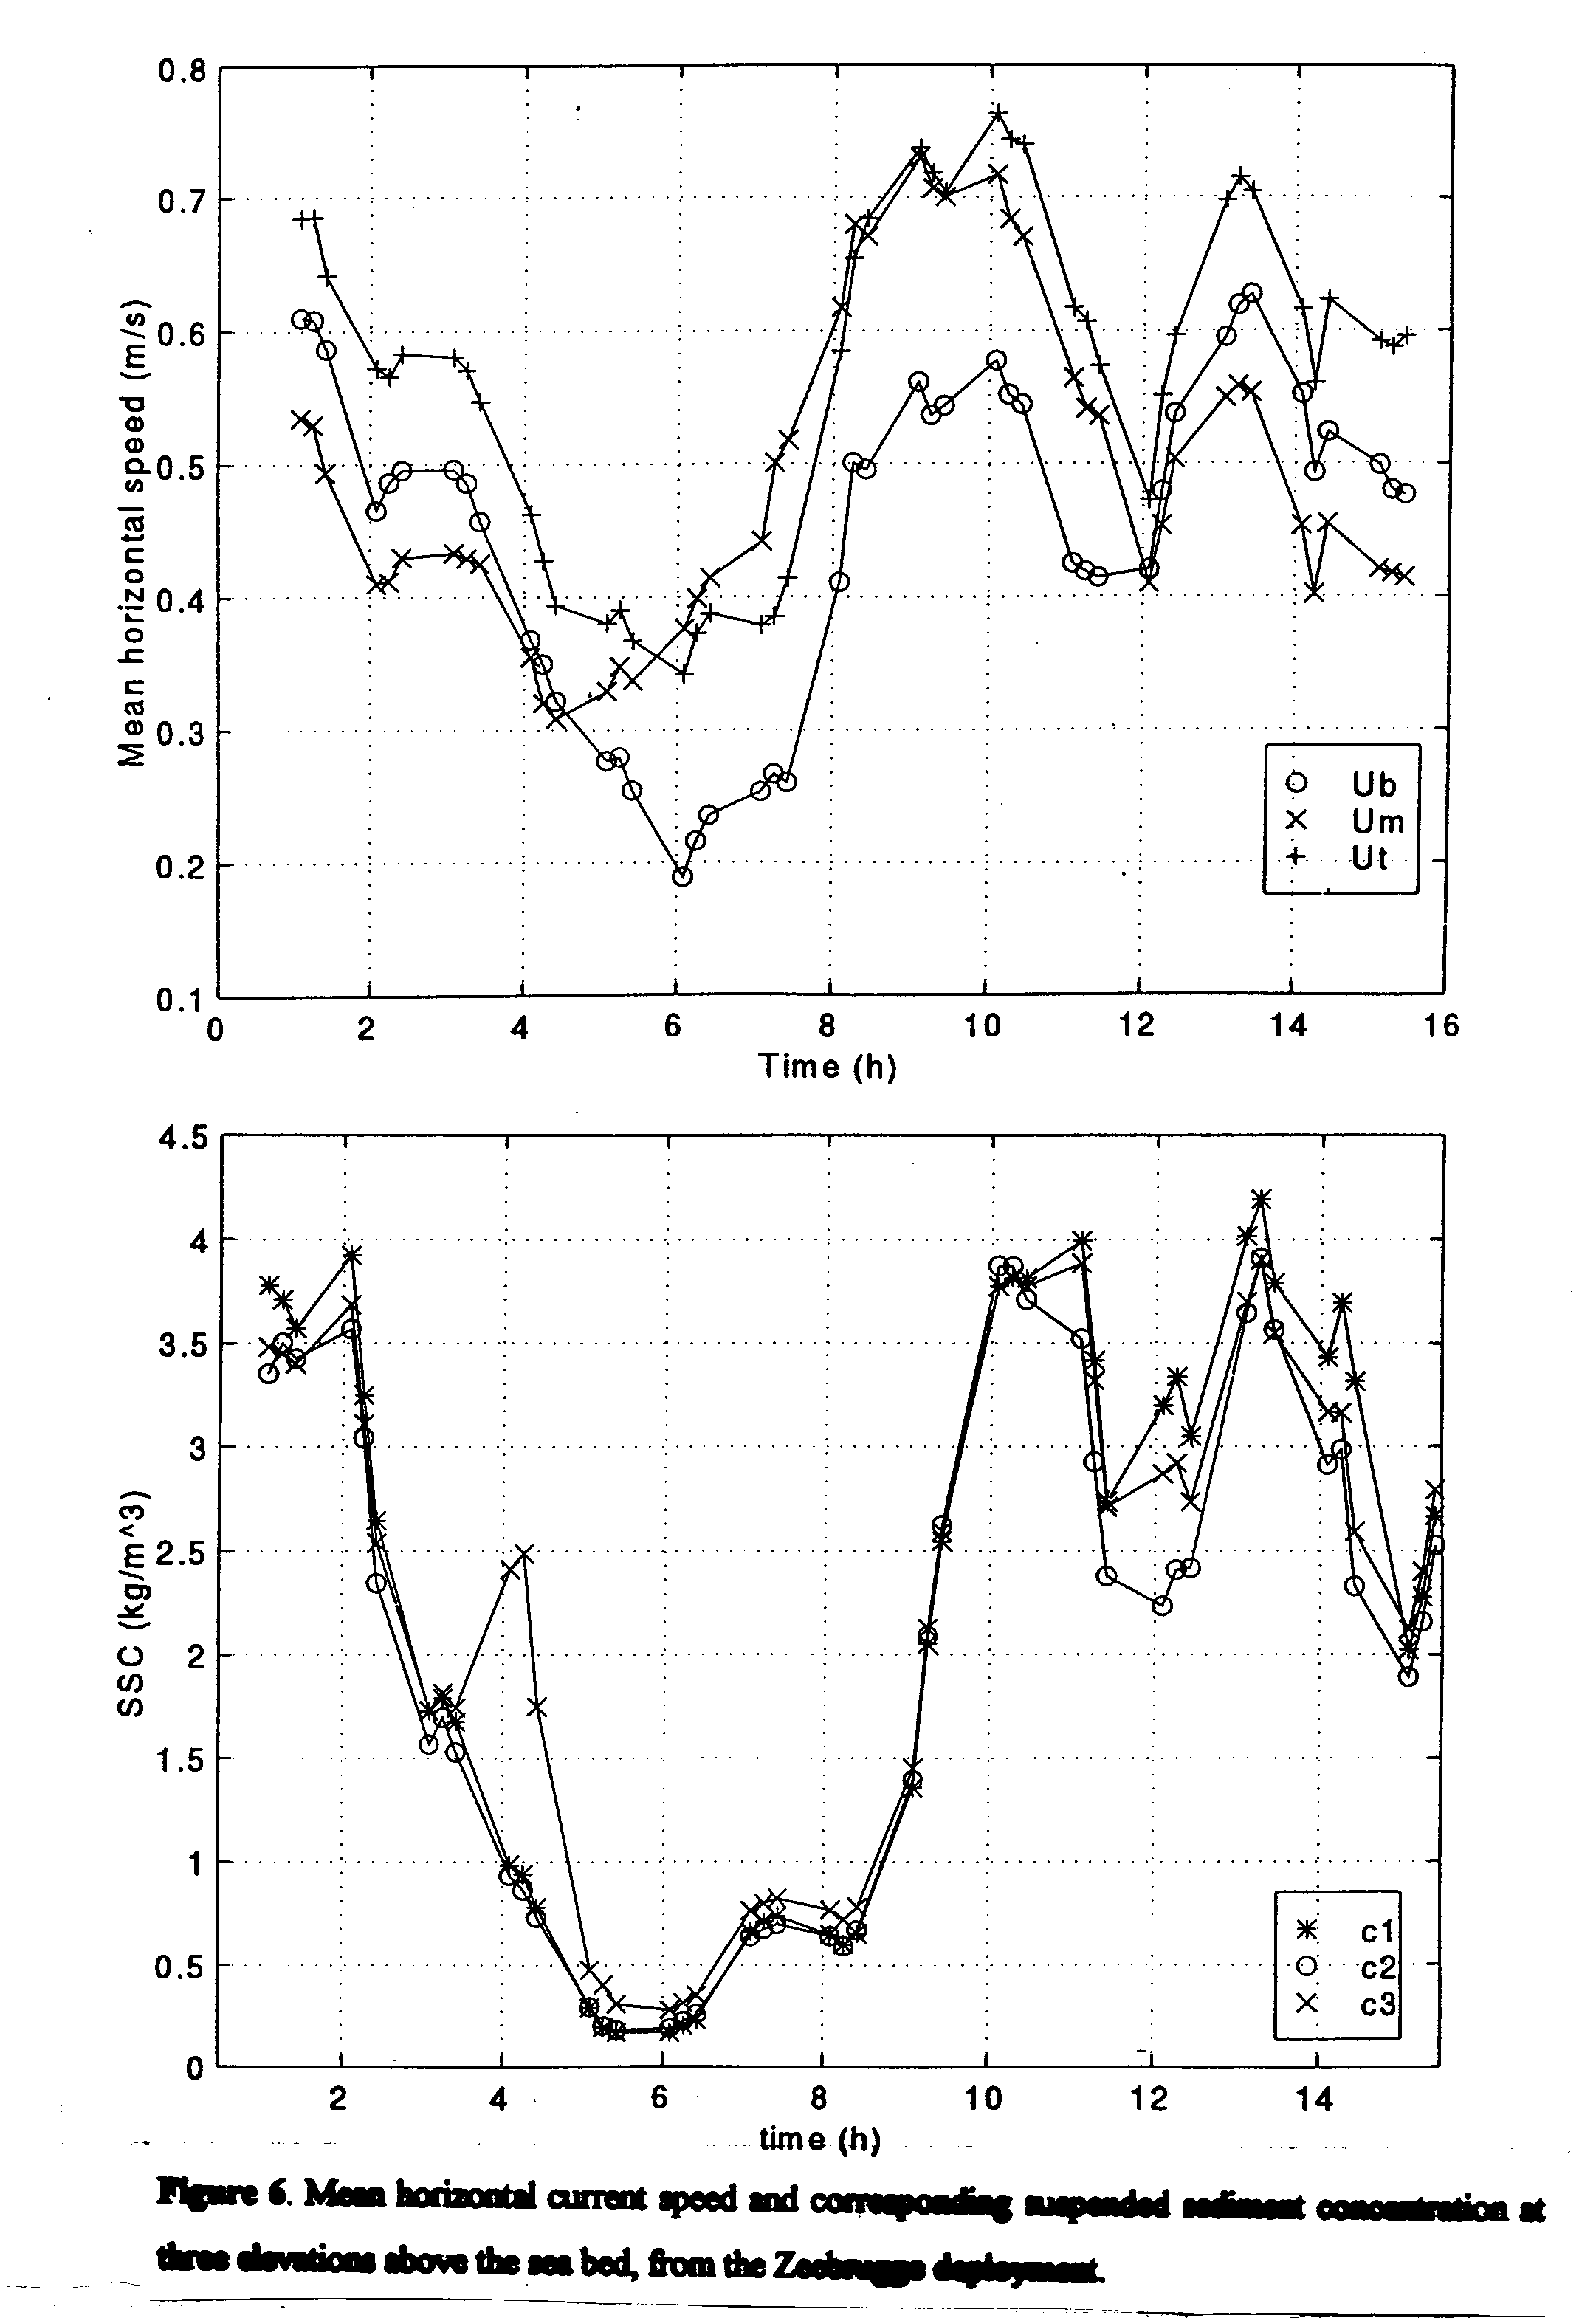 0.8
0.7
0.6
0.5
0.4
0.3
0.2
0.1
Mean horizontal speed (m/s)
Ub
Um
Ut
0 2 4 6 8 10 12 14 16
Time (h)
4.5
4
3.5
3
2.5
2
1.5
1
0.5
0
SSC (kg/m^3)
c1
c2
c3
2 4 6 8 10 12 14
time (h)
Figure 6. Mean horizontal current speed and corresponding suspended sediment concentration at
three elevations above the sea bed, from the Zeebrugge deployment.